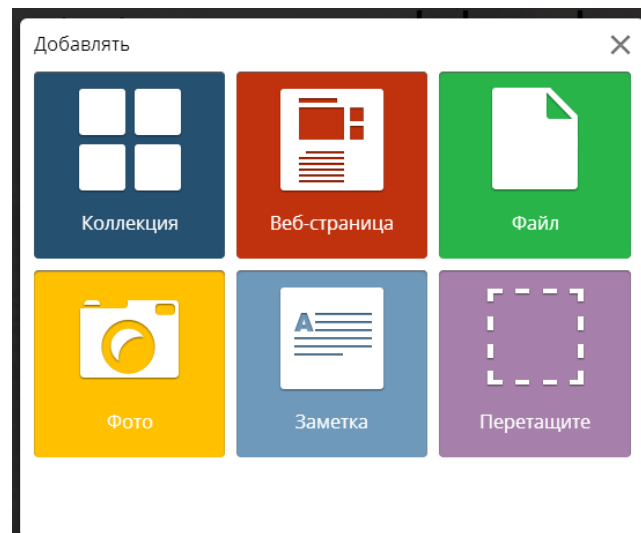 Добавлять
Коллекция
Веб-страница
Файл
Фото
Заметка
Перетащите